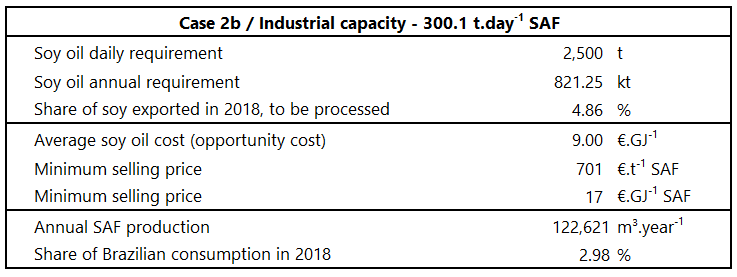 Case 2b / Industrial capacity - 300.1 t.day⁻¹ SAF
Soy oil daily requirement 2,500 t
Soy oil annual requirement 821.25 kt
Share of soy exported in 2018, to be processed 4.86 %
Average soy oil cost (opportunity cost) 9.00 €.GJ⁻¹
Minimum selling price 701 €.t⁻¹ SAF
Minimum selling price 17 €.GJ⁻¹ SAF
Annual SAF production 122,621 m³.year⁻¹
Share of Brazilian consumption in 2018 2.98 %